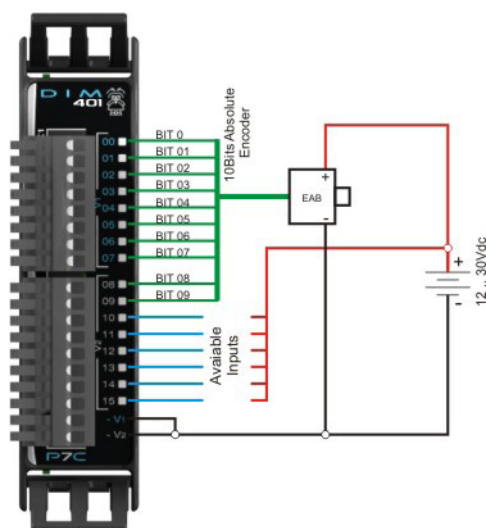 DIM
401
00
01
02
03
04
05
06
07
08
09
10
11
12
13
14
15
V1
V2
- V1
- V2
P7C
BIT 0
BIT 01
BIT 02
BIT 03
BIT 04
BIT 05
BIT 06
BIT 07
BIT 08
BIT 09
10Bits Absolute
Encoder
Avaiable
Inputs
+
EAB
-
+
-
12 .. 30Vdc